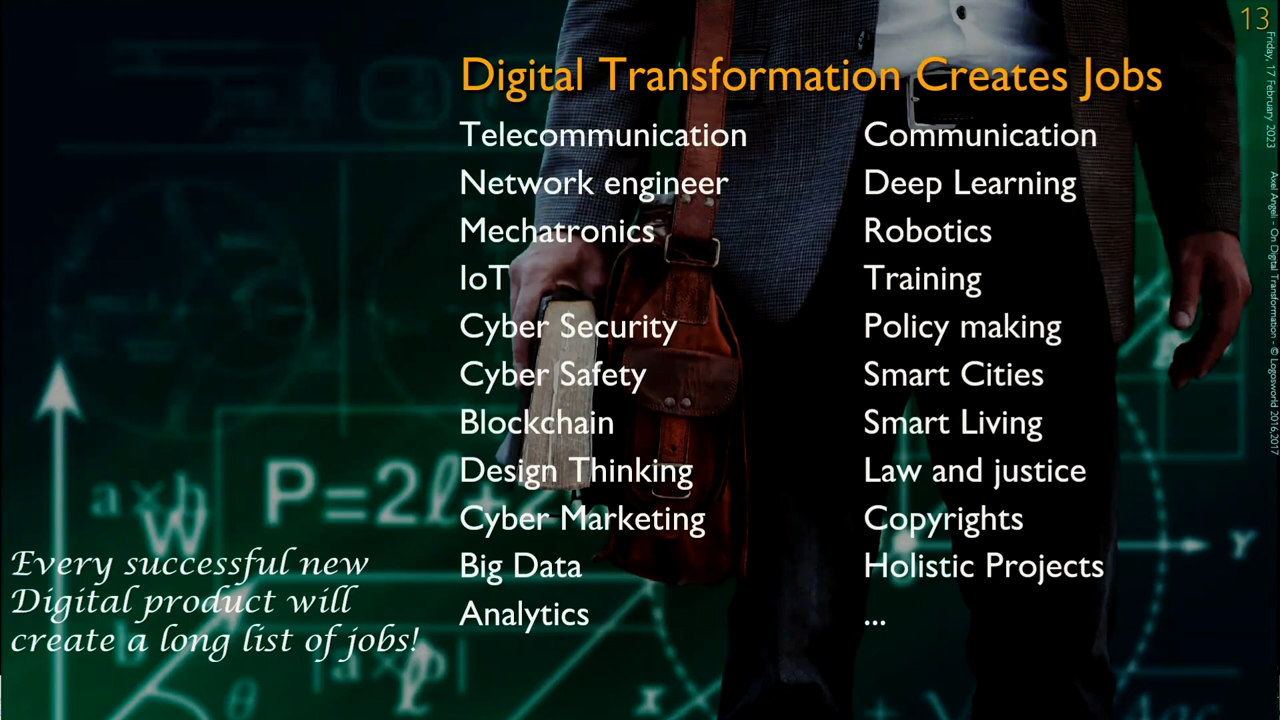 13
Digital Transformation Creates Jobs
Telecommunication
Network engineer
Mechatronics
IoT
Cyber Security
Cyber Safety
Blockchain
Design Thinking
Cyber Marketing
Big Data
Analytics
Communication
Deep Learning
Robotics
Training
Policy making
Smart Cities
Smart Living
Law and justice
Copyrights
Holistic Projects
...
Every successful new
Digital product will
create a long list of jobs!
Friday, 17 February 2023
Axel Angeli - On Digital Transformation - © Logosworld 2016,2017
a×b
W
P=2ℓ+2
Y
θ
|a×b|
x